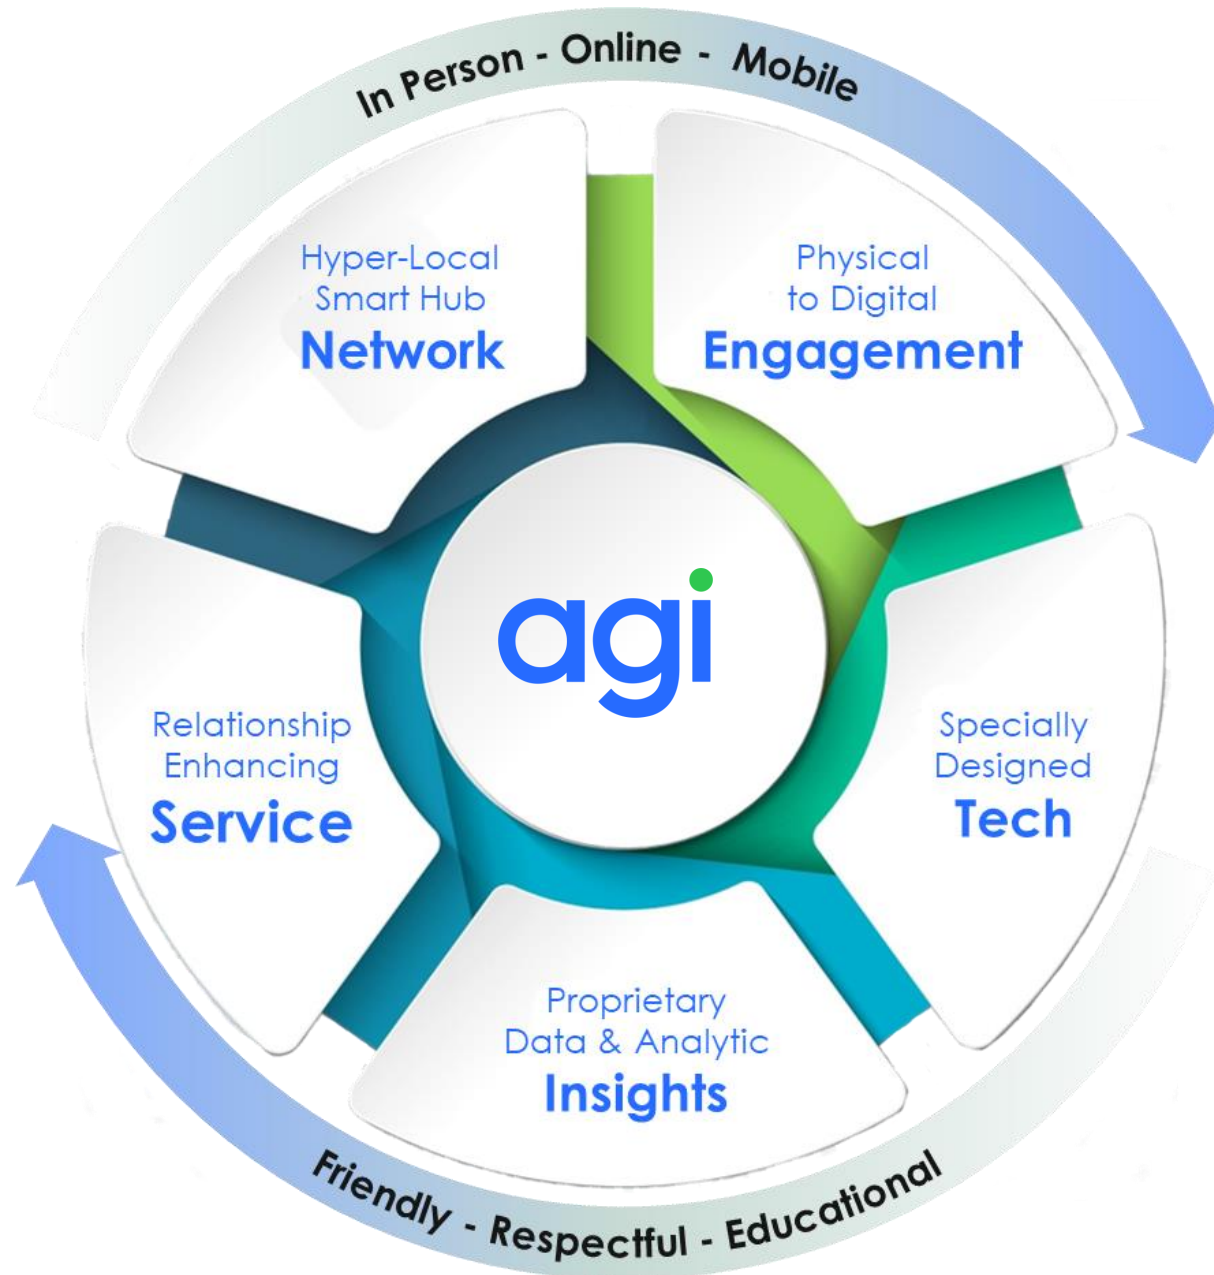 In Person - Online - Mobile
Hyper-Local
Smart Hub
Network
Physical
to Digital
Engagement
agi
Relationship
Enhancing
Service
Specially
Designed
Tech
Proprietary
Data & Analytic
Insights
Friendly - Respectful - Educational